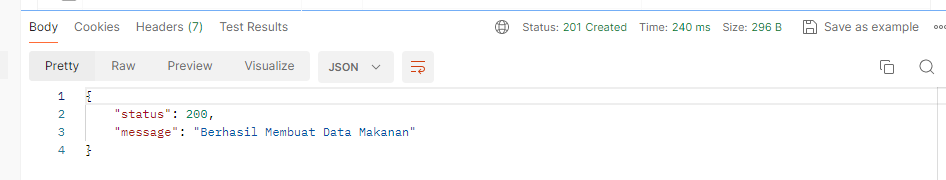 Body Cookies Headers (7) Test Results Status: 201 Created Time: 240 ms Size: 296 B Save as example
Pretty Raw Preview Visualize JSON
1 {
2 "status": 200,
3 "message": "Berhasil Membuat Data Makanan"
4 }